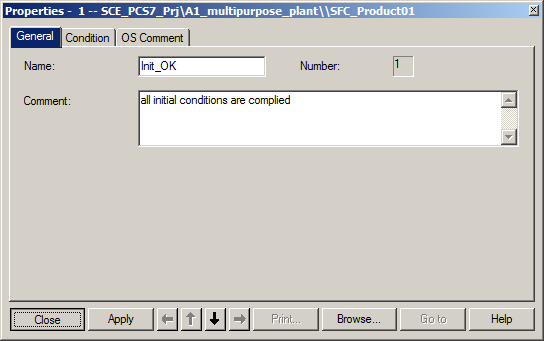 Properties - 1 -- SCE_PCS7_Prj\A1_multipurpose_plant\\SFC_Product01
General Condition OS Comment
Name: Init_OK Number: 1
Comment: all initial conditions are complied
Close Apply Print... Browse... Go to Help